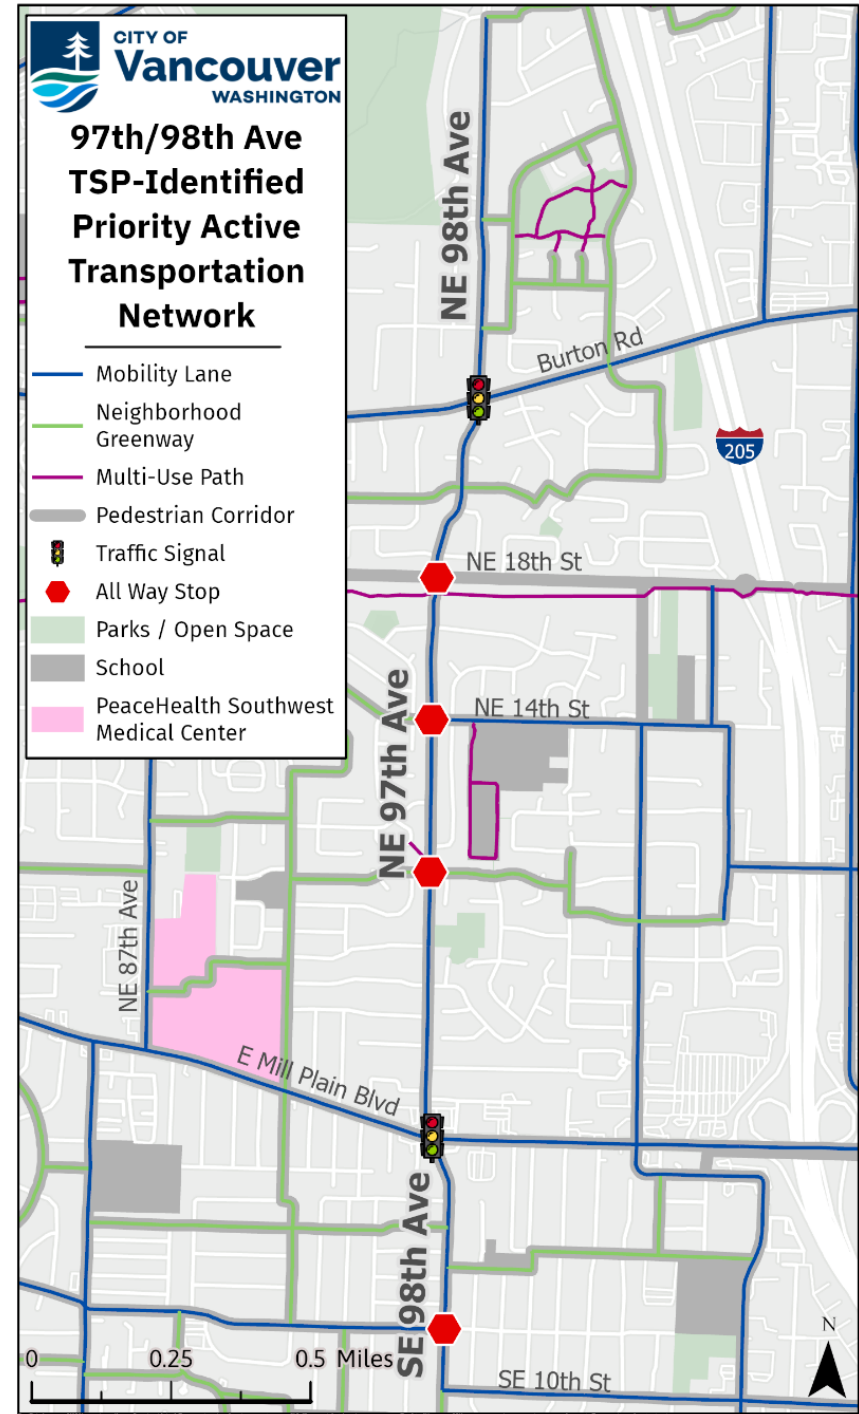 CITY OF
Vancouver
WASHINGTON
97th/98th Ave
TSP-Identified
Priority Active
Transportation
Network
Mobility Lane
Neighborhood
Greenway
Multi-Use Path
Pedestrian Corridor
Traffic Signal
All Way Stop
Parks / Open Space
School
PeaceHealth Southwest
Medical Center
NE 98th Ave
Burton Rd
205
NE 18th St
NE 97th Ave
NE 14th St
NE 87th Ave
E Mill Plain Blvd
SE 98th Ave
SE 10th St
0 0.25 0.5 Miles
N